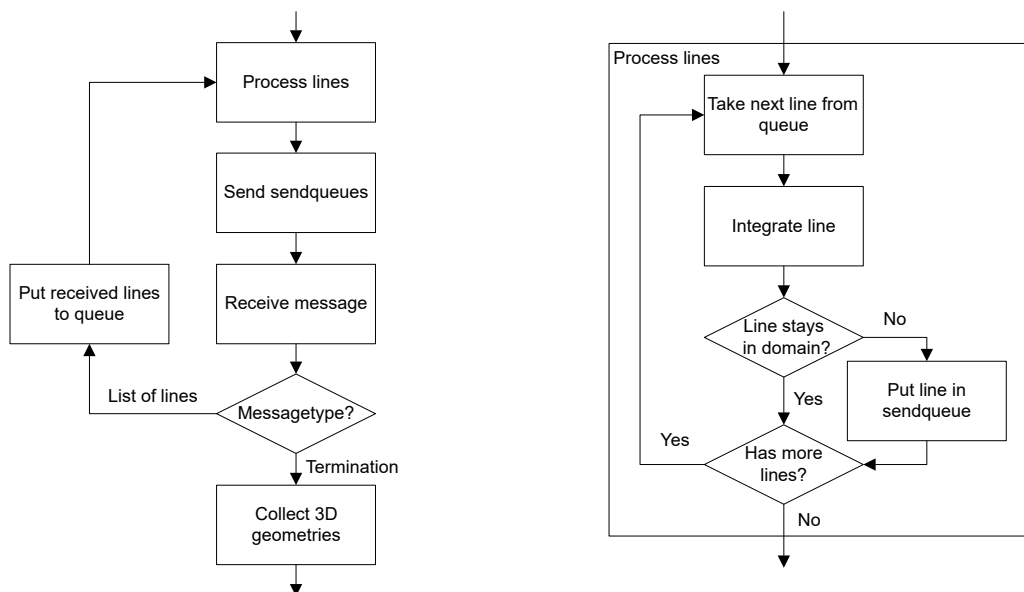 Process lines
Send sendqueues
Receive message
Put received lines
to queue
List of lines
Messagetype?
Termination
Collect 3D
geometries
Process lines
Take next line from
queue
Integrate line
Line stays
in domain?
No
Put line in
sendqueue
Yes
Has more
lines?
Yes
No